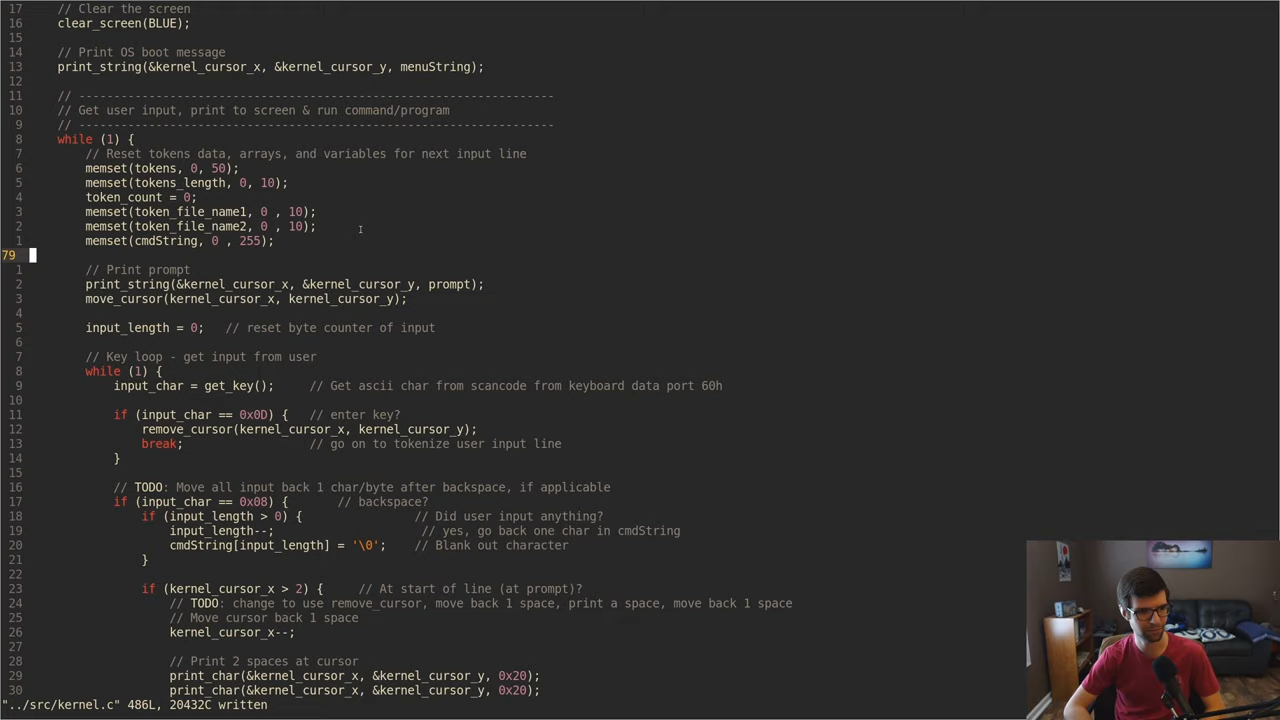 17 // Clear the screen
16 clear_screen(BLUE);
15
14 // Print OS boot message
13 print_string(&kernel_cursor_x, &kernel_cursor_y, menuString);
12
11 // -------------------------------------------------------------------
10 // Get user input, print to screen & run command/program
9 // -------------------------------------------------------------------
8 while (1) {
7 // Reset tokens data, arrays, and variables for next input line
6 memset(tokens, 0, 50);
5 memset(tokens_length, 0, 10);
4 token_count = 0;
3 memset(token_file_name1, 0 , 10);
2 memset(token_file_name2, 0 , 10);
1 memset(cmdString, 0 , 255);
79
1 // Print prompt
2 print_string(&kernel_cursor_x, &kernel_cursor_y, prompt);
3 move_cursor(kernel_cursor_x, kernel_cursor_y);
4
5 input_length = 0; // reset byte counter of input
6
7 // Key loop - get input from user
8 while (1) {
9 input_char = get_key(); // Get ascii char from scancode from keyboard data port 60h
10
11 if (input_char == 0x0D) { // enter key?
12 remove_cursor(kernel_cursor_x, kernel_cursor_y);
13 break; // go on to tokenize user input line
14 }
15
16 // TODO: Move all input back 1 char/byte after backspace, if applicable
17 if (input_char == 0x08) { // backspace?
18 if (input_length > 0) { // Did user input anything?
19 input_length--; // yes, go back one char in cmdString
20 cmdString[input_length] = '\0'; // Blank out character
21 }
22
23 if (kernel_cursor_x > 2) { // At start of line (at prompt)?
24 // TODO: change to use remove_cursor, move back 1 space, print a space, move back 1 space
25 // Move cursor back 1 space
26 kernel_cursor_x--;
27
28 // Print 2 spaces at cursor
29 print_char(&kernel_cursor_x, &kernel_cursor_y, 0x20);
30 print_char(&kernel_cursor_x, &kernel_cursor_y, 0x20);
"../src/kernel.c" 486L, 20432C written